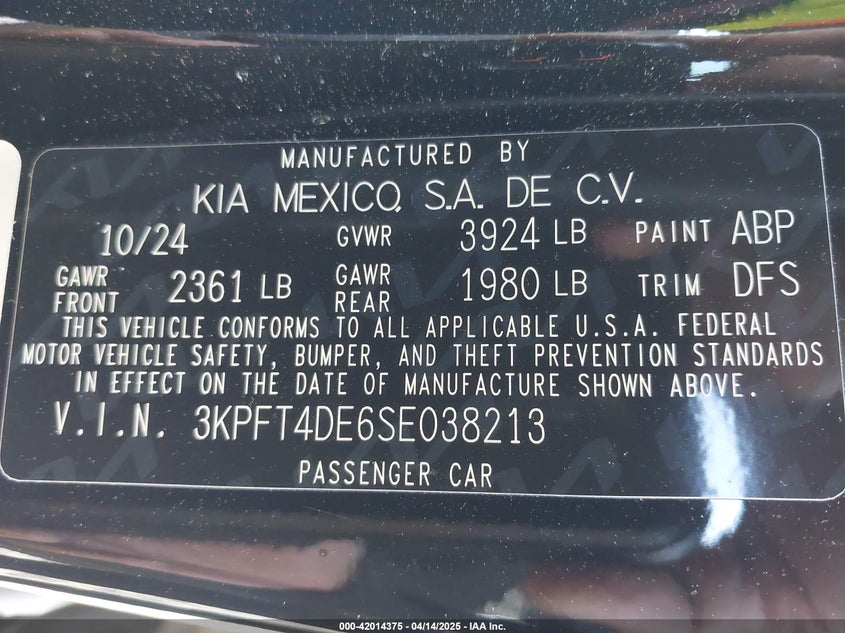 MANUFACTURED BY
KIA MEXICO, S.A. DE C.V.
10/24 GVWR 3924 LB PAINT ABP
GAWR FRONT 2361 LB GAWR REAR 1980 LB TRIM DFS
THIS VEHICLE CONFORMS TO ALL APPLICABLE U.S.A. FEDERAL
MOTOR VEHICLE SAFETY, BUMPER, AND THEFT PREVENTION STANDARDS
IN EFFECT ON THE DATE OF MANUFACTURE SHOWN ABOVE.
V.I.N. 3KPFT4DE6SE038213
PASSENGER CAR
000-42014375 - 04/14/2025 - IAA Inc.